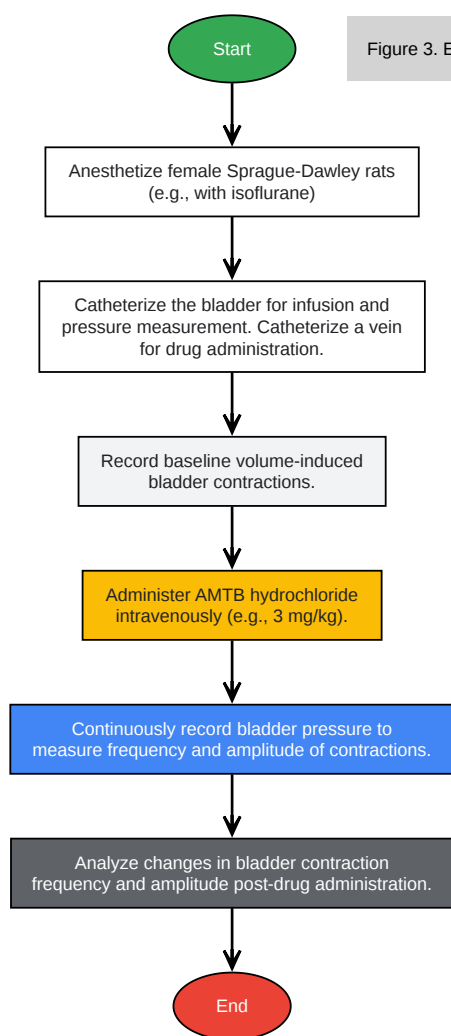 Start
Figure 3. E
Anesthetize female Sprague-Dawley rats
(e.g., with isoflurane)
Catheterize the bladder for infusion and
pressure measurement. Catheterize a vein
for drug administration.
Record baseline volume-induced
bladder contractions.
Administer AMTB hydrochloride
intravenously (e.g., 3 mg/kg).
Continuously record bladder pressure to
measure frequency and amplitude of contractions.
Analyze changes in bladder contraction
frequency and amplitude post-drug administration.
End